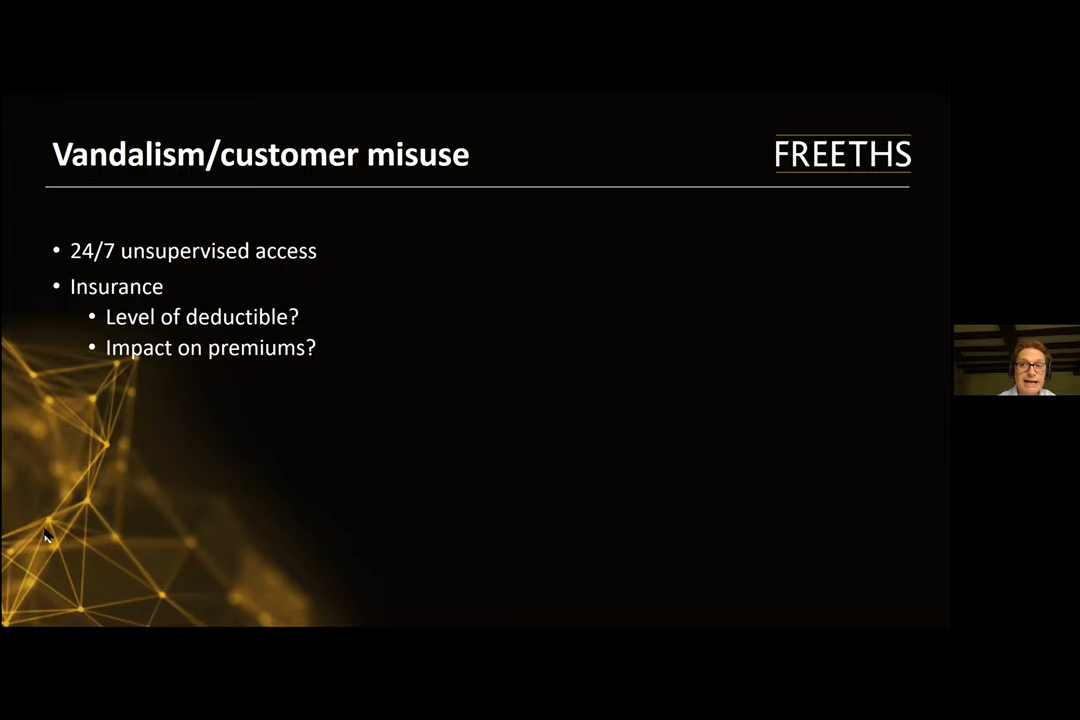 Vandalism/customer misuse
FREETHS
• 24/7 unsupervised access
• Insurance
• Level of deductible?
• Impact on premiums?